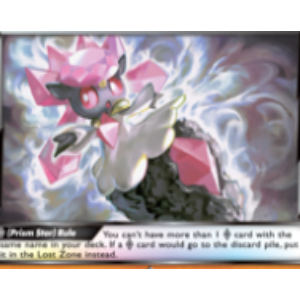 (Prism Star) Rule You can't have more than 1 ◇ card with the
same name in your deck. If a ◇ card would go to the discard pile, put
it in the Lost Zone instead.